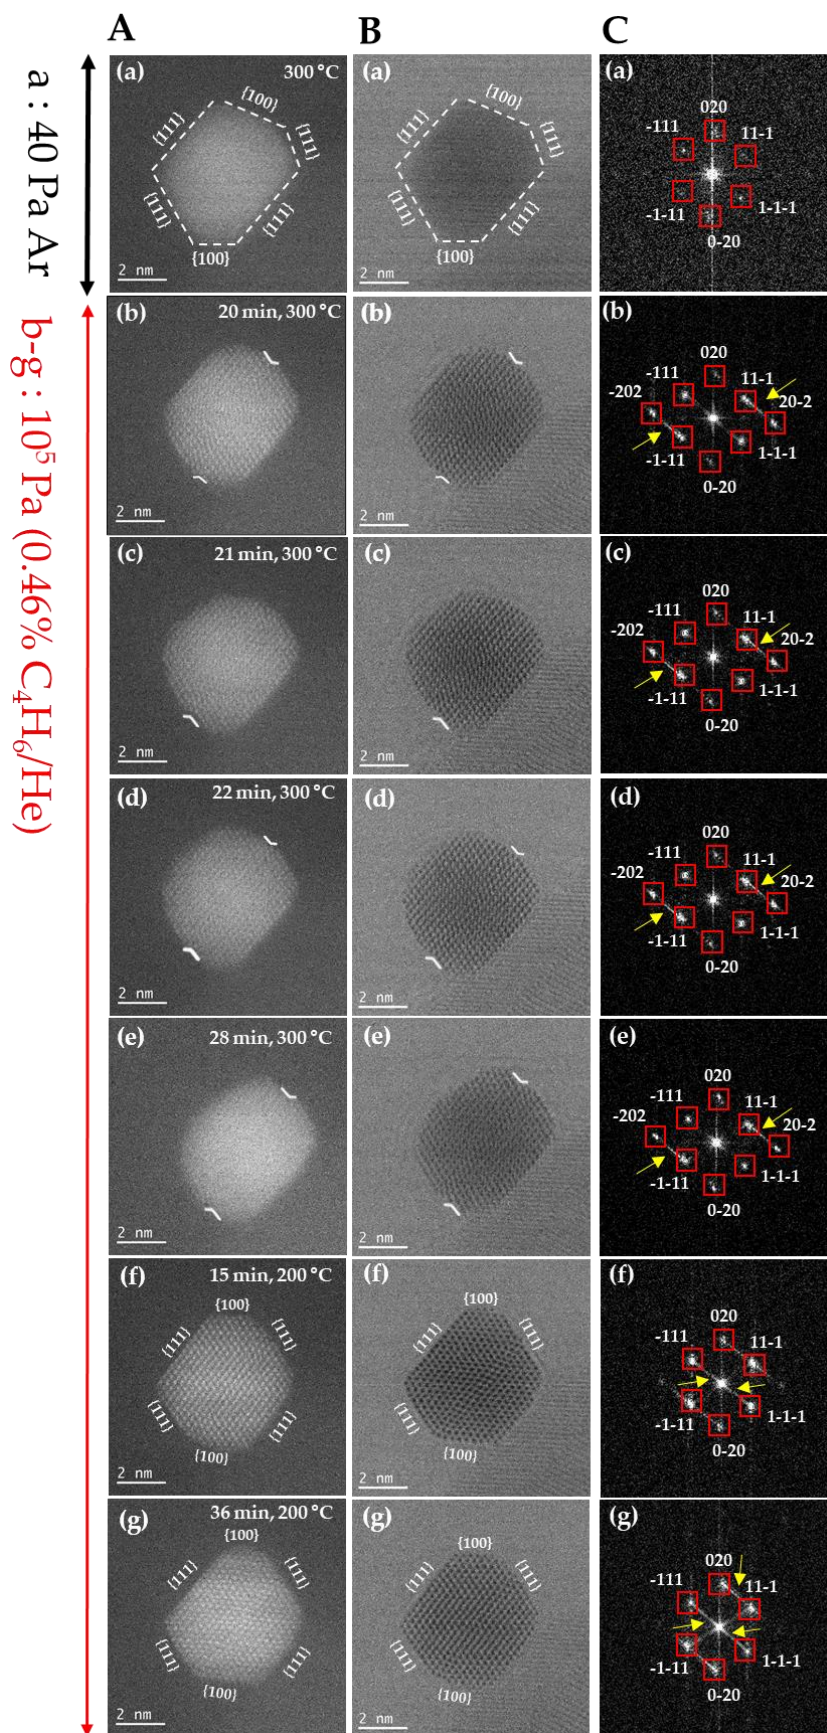 A
B
C
a : 40 Pa Ar
b-g : 10⁵ Pa (0.46% C₄H₆/He)
(a)
300 °C
{100}
{111}
{111}
{111}
{111}
{100}
2 nm
(a)
{100}
{111}
{111}
{111}
{111}
{100}
2 nm
(a)
020
-111
11-1
-1-11
1-1-1
0-20
(b)
20 min, 300 °C
2 nm
(b)
2 nm
(b)
020
-111
11-1
-202
20-2
-1-11
1-1-1
0-20
(c)
21 min, 300 °C
2 nm
(c)
2 nm
(c)
020
-111
11-1
-202
20-2
-1-11
1-1-1
0-20
(d)
22 min, 300 °C
2 nm
(d)
2 nm
(d)
020
-111
11-1
-202
20-2
-1-11
1-1-1
0-20
(e)
28 min, 300 °C
2 nm
(e)
2 nm
(e)
020
-111
11-1
-202
20-2
-1-11
1-1-1
0-20
(f)
15 min, 200 °C
{100}
{111}
{111}
{111}
{111}
{100}
2 nm
(f)
{100}
{111}
{111}
{111}
{100}
2 nm
(f)
020
-111
11-1
-1-11
1-1-1
0-20
(g)
36 min, 200 °C
{100}
{111}
{111}
{111}
{111}
{100}
2 nm
(g)
{100}
{111}
{111}
{111}
{111}
{100}
2 nm
(g)
020
-111
11-1
-1-11
1-1-1
0-20